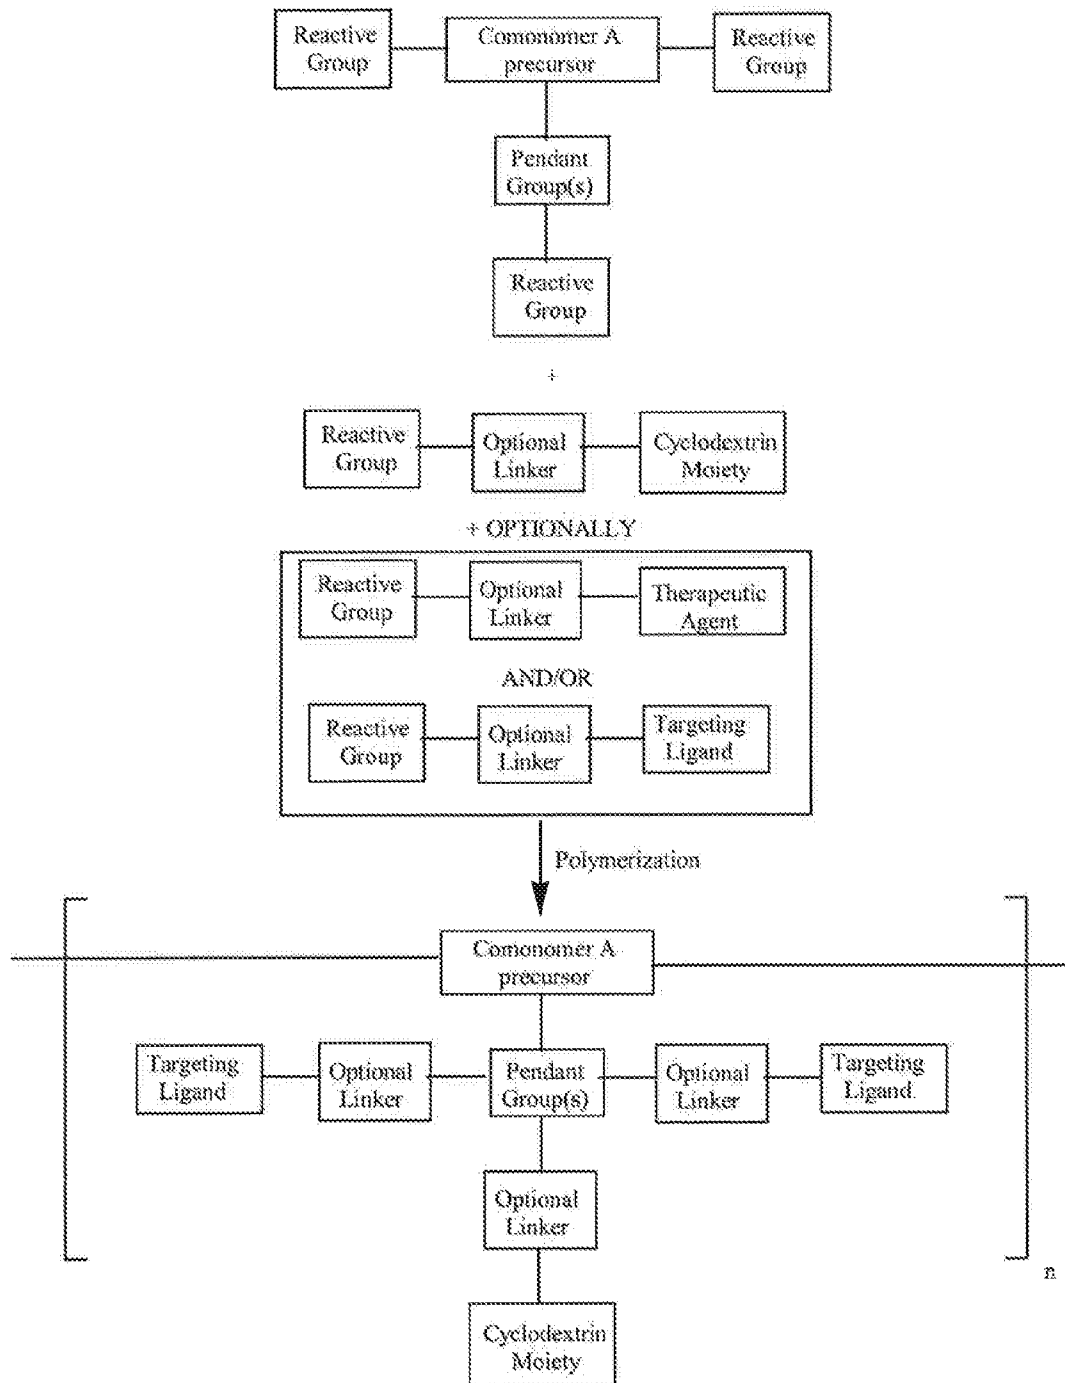 Reactive
Group
Comonomer A
precursor
Reactive
Group
Pendant
Group(s)
Reactive
Group
+
Reactive
Group
Optional
Linker
Cyclodextrin
Moiety
+ OPTIONALLY
Reactive
Group
Optional
Linker
Therapeutic
Agent
AND/OR
Reactive
Group
Optional
Linker
Targeting
Ligand
Polymerization
Comonomer A
precursor
Targeting
Ligand
Optional
Linker
Pendant
Group(s)
Optional
Linker
Targeting
Ligand
Optional
Linker
n
Cyclodextrin
Moiety